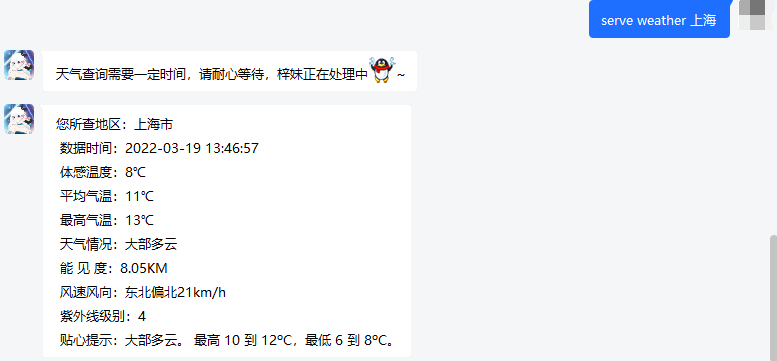 serve weather 上海
天气查询需要一定时间，请耐心等待，梓妹正在处理中~
您所查地区：上海市
数据时间：2022-03-19 13:46:57
体感温度：8℃
平均气温：11℃
最高气温：13℃
天气情况：大部多云
能 见 度：8.05KM
风速风向：东北偏北21km/h
紫外线级别：4
贴心提示：大部多云。 最高 10 到 12ºC，最低 6 到 8ºC。